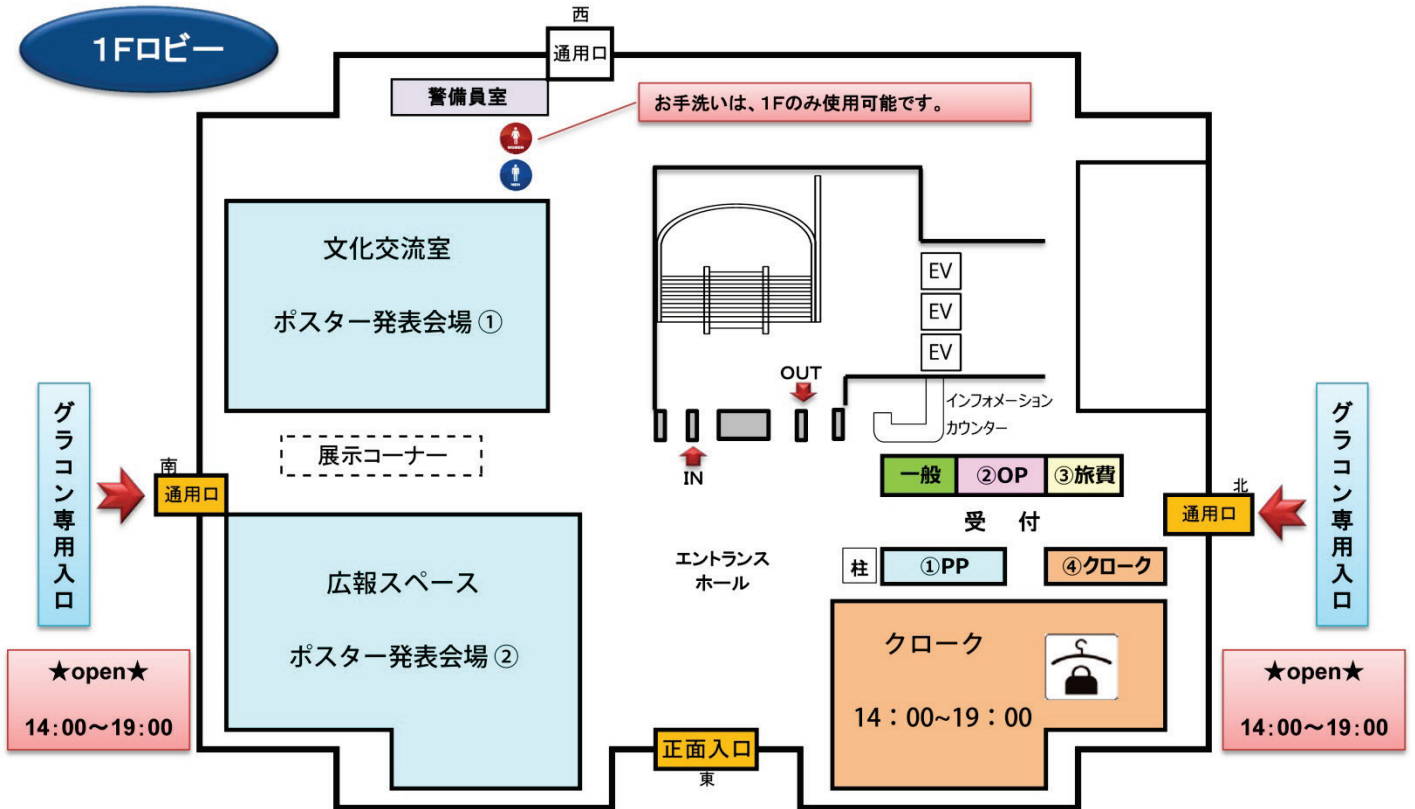 1Fロビー
西
通用口
警備員室
お手洗いは、1Fのみ使用可能です。
WOMEN
MEN
文化交流室
ポスター発表会場①
EV
EV
EV
OUT
インフォメーション
カウンター
IN
展示コーナー
グラコン専用入口
南
通用口
一般
②OP
③旅費
受 付
北
通用口
グラコン専用入口
エントランス
ホール
柱
①PP
④クローク
広報スペース
ポスター発表会場②
クローク
14：00~19：00
★open★
14:00～19:00
★open★
14:00～19:00
正面入口
東